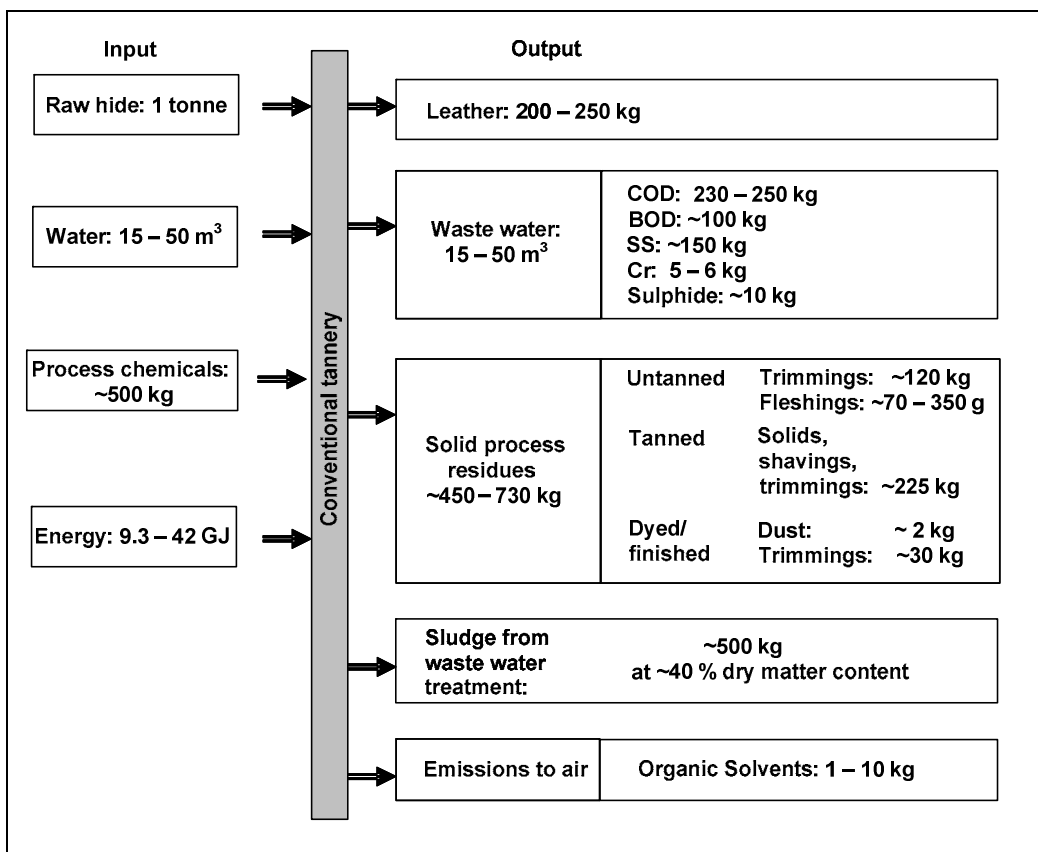 Input
Output
Raw hide: 1 tonne
Water: 15 – 50 m³
Process chemicals:
~500 kg
Energy: 9.3 – 42 GJ
Conventional tannery
Leather: 200 – 250 kg
Waste water:
15 – 50 m³
COD: 230 – 250 kg
BOD: ~100 kg
SS: ~150 kg
Cr: 5 – 6 kg
Sulphide: ~10 kg
Solid process
residues
~450 – 730 kg
Untanned Trimmings: ~120 kg
Fleshings: ~70 – 350 g
Tanned Solids,
shavings,
trimmings: ~225 kg
Dyed/ Dust: ~ 2 kg
finished Trimmings: ~30 kg
Sludge from
waste water
treatment:
~500 kg
at ~40 % dry matter content
Emissions to air
Organic Solvents: 1 – 10 kg